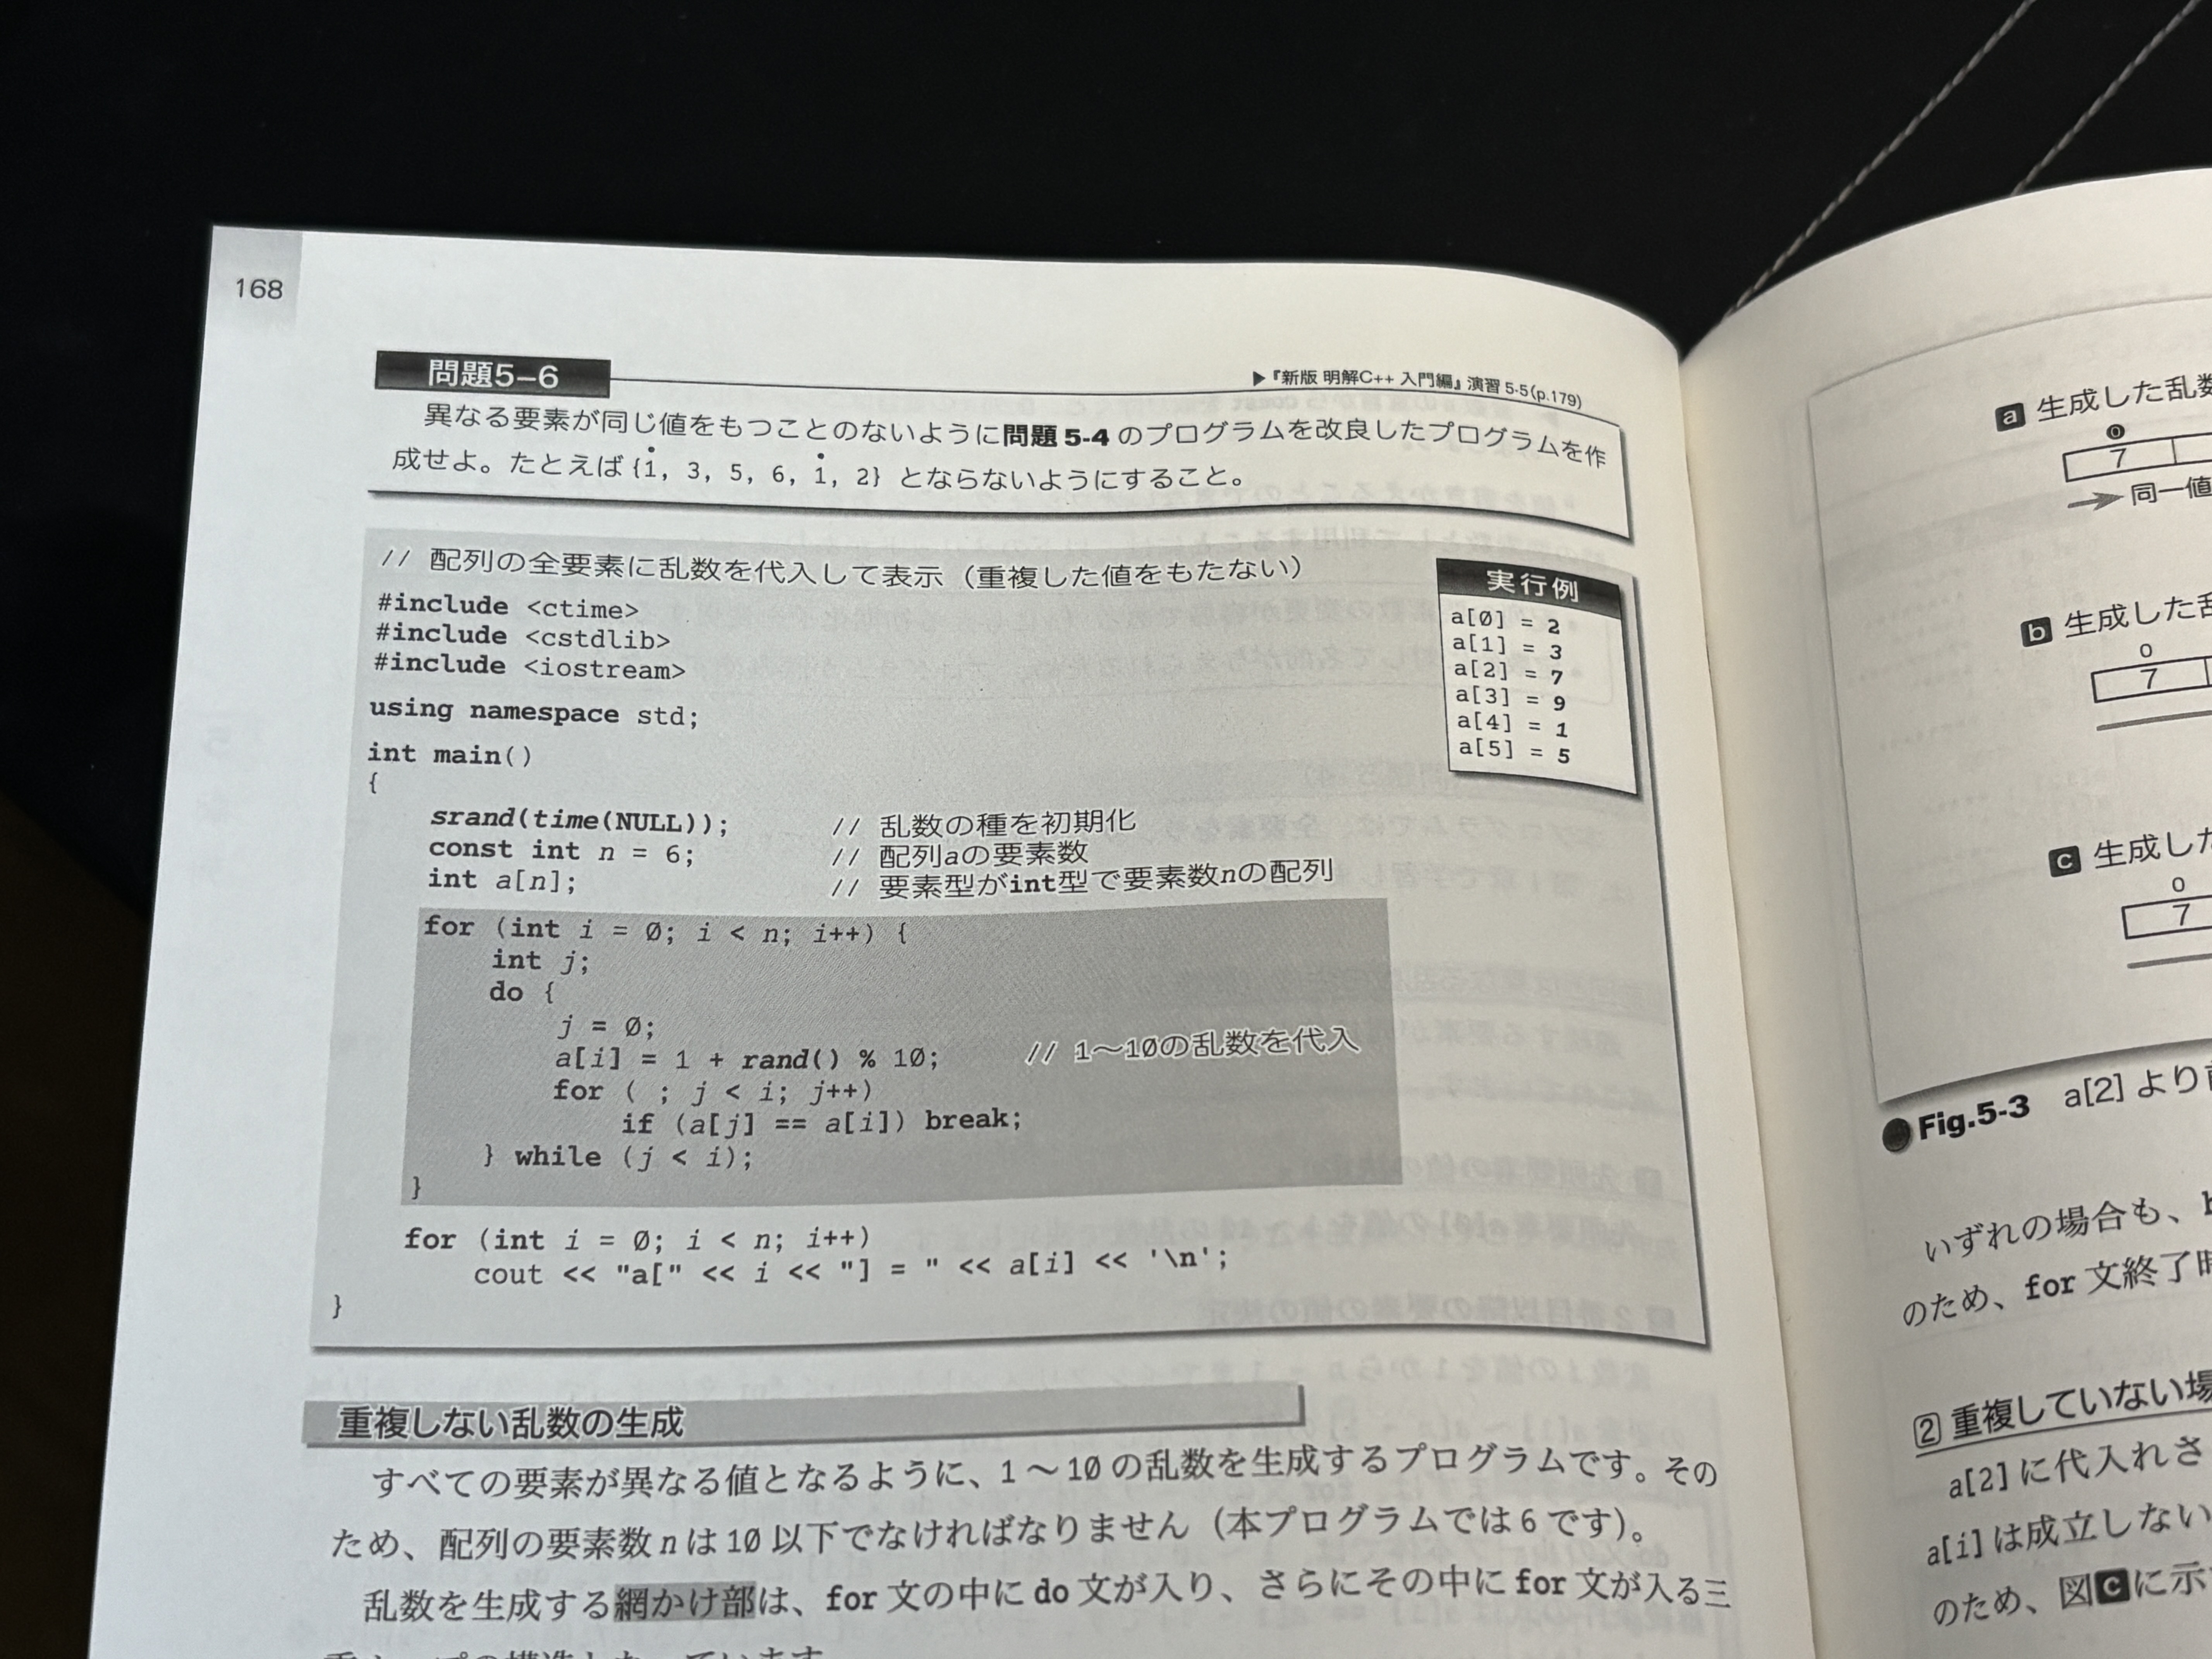 168
問題5-6
▶『新版 明解C++ 入門編』演習 5-5(p.179)
異なる要素が同じ値をもつことのないように問題 5-4 のプログラムを改良したプログラムを作
成せよ。たとえば {1, 3, 5, 6, 1, 2} とならないようにすること。
// 配列の全要素に乱数を代入して表示（重複した値をもたない）
#include <ctime>
#include <cstdlib>
#include <iostream>
using namespace std;
int main()
{
    srand(time(NULL));        // 乱数の種を初期化
    const int n = 6;          // 配列aの要素数
    int a[n];                 // 要素型がint型で要素数nの配列
    for (int i = 0; i < n; i++) {
        int j;
        do {
            j = 0;
            a[i] = 1 + rand() % 10;     // 1～10の乱数を代入
            for ( ; j < i; j++)
                if (a[j] == a[i]) break;
        } while (j < i);
    }
    for (int i = 0; i < n; i++)
        cout << "a[" << i << "] = " << a[i] << '\n';
}
実行例
a[0] = 2
a[1] = 3
a[2] = 7
a[3] = 9
a[4] = 1
a[5] = 5
重複しない乱数の生成
すべての要素が異なる値となるように、1～10 の乱数を生成するプログラムです。その
ため、配列の要素数 n は 10 以下でなければなりません（本プログラムでは 6 です）。
乱数を生成する網かけ部は、for 文の中に do 文が入り、さらにその中に for 文が入る三
a 生成した乱数
0
7
同一値
b 生成した乱
0
7
c 生成した
0
7
Fig.5-3 a[2] より
いずれの場合も、
のため、for 文終了時
2 重複していない場
a[2] に代入れさ
a[i] は成立しない
のため、図 c に示